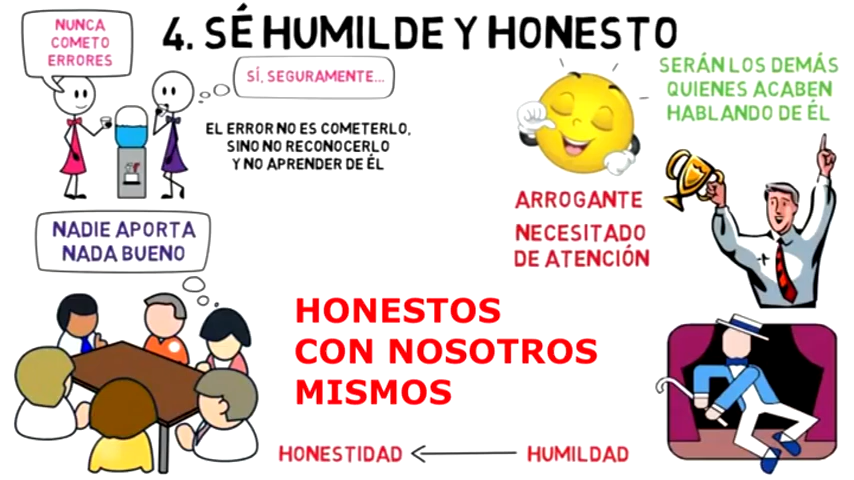 4. SÉ HUMILDE Y HONESTO
NUNCA
COMETO
ERRORES
SÍ, SEGURAMENTE...
EL ERROR NO ES COMETERLO,
SINO NO RECONOCERLO
Y NO APRENDER DE ÉL
SERÁN LOS DEMÁS
QUIENES ACABEN
HABLANDO DE ÉL
ARROGANTE
NECESITADO
DE ATENCIÓN
NADIE APORTA
NADA BUENO
HONESTOS
CON NOSOTROS
MISMOS
HONESTIDAD
HUMILDAD